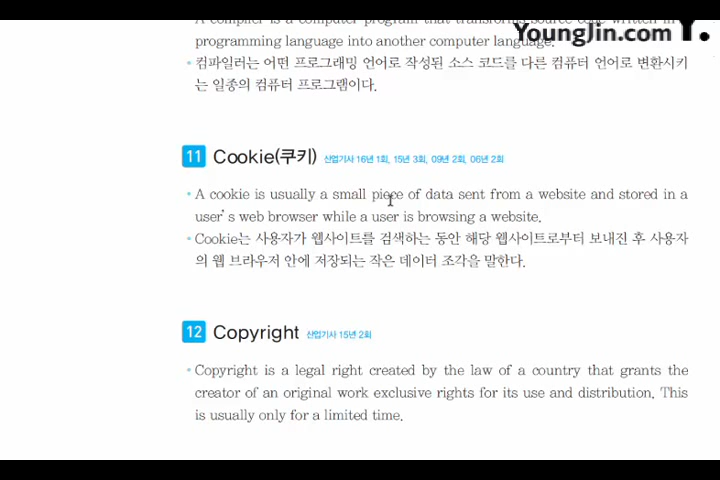 A compiler is a computer program that transforms source code written in a
YoungJin.com Y.
programming language into another computer language.
• 컴파일러는 어떤 프로그래밍 언어로 작성된 소스 코드를 다른 컴퓨터 언어로 변환시키
는 일종의 컴퓨터 프로그램이다.
11 Cookie(쿠키) 산업기사 16년 1회, 15년 3회, 09년 2회, 06년 2회
• A cookie is usually a small piece of data sent from a website and stored in a
user's web browser while a user is browsing a website.
• Cookie는 사용자가 웹사이트를 검색하는 동안 해당 웹사이트로부터 보내진 후 사용자
의 웹 브라우저 안에 저장되는 작은 데이터 조각을 말한다.
12 Copyright 산업기사 15년 2회
• Copyright is a legal right created by the law of a country that grants the
creator of an original work exclusive rights for its use and distribution. This
is usually only for a limited time.